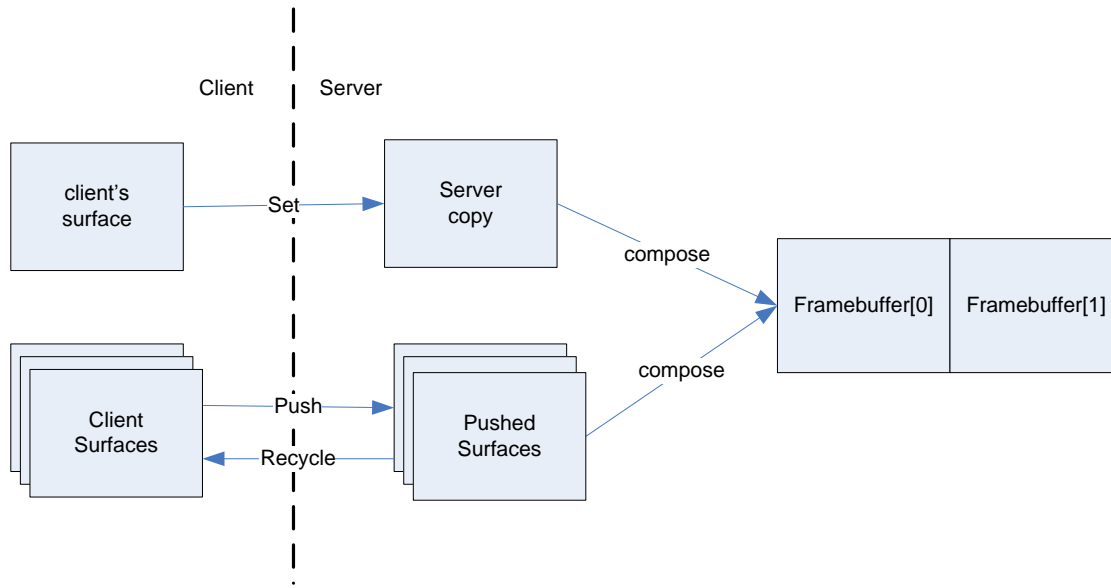 Client
Server
client's
surface
Set
Server
copy
compose
Framebuffer[0]
Framebuffer[1]
Client
Surfaces
Push
Recycle
Pushed
Surfaces
compose